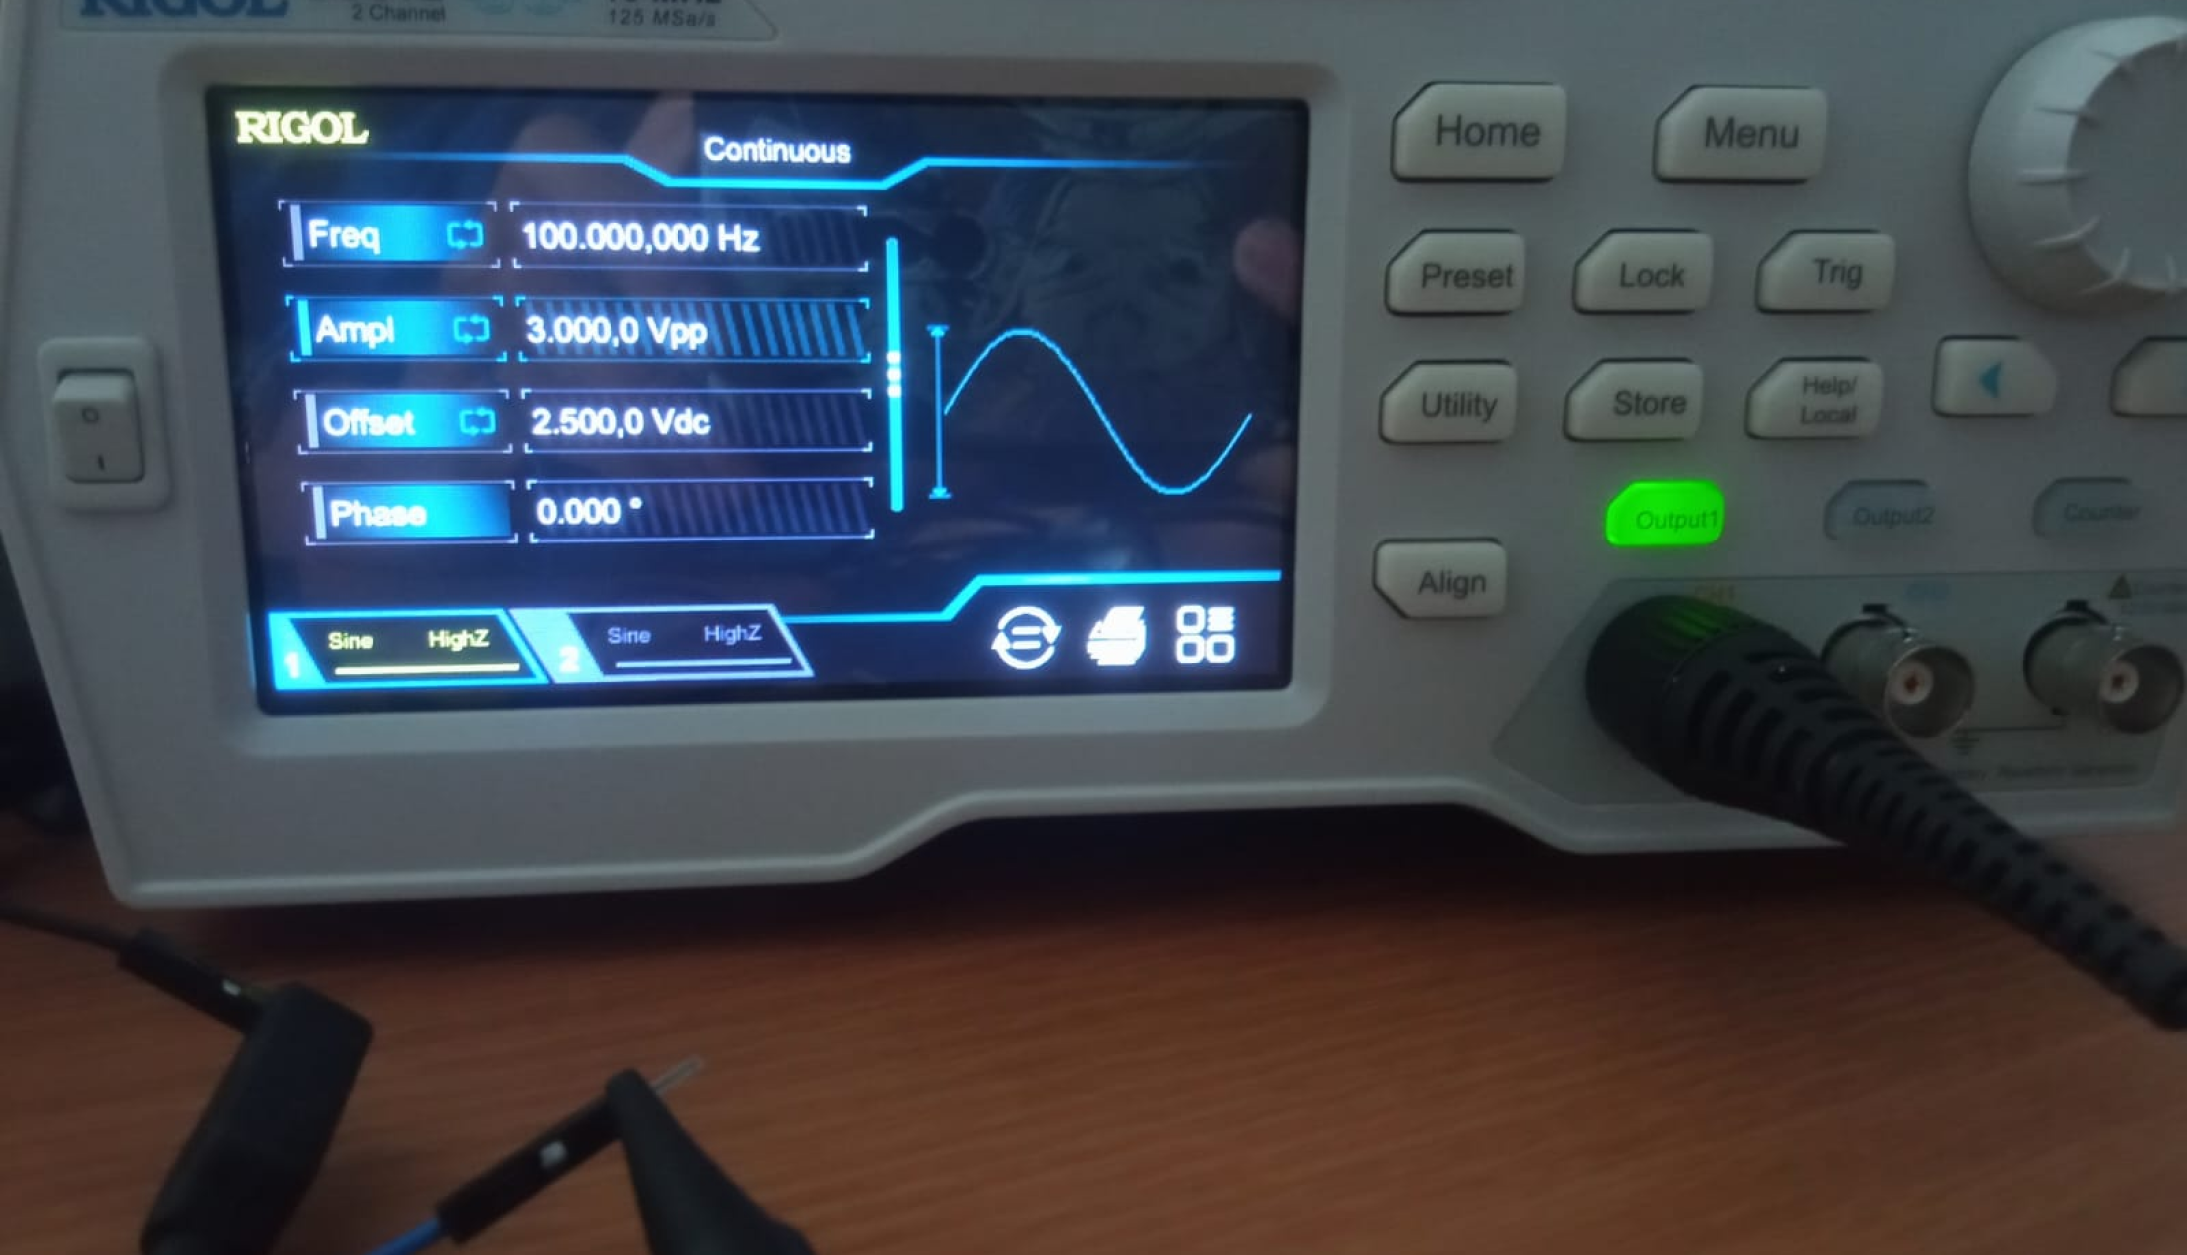 RIGOL
2 Channel
125 MSa/s
RIGOL
Continuous
Freq 100.000,000 Hz
Ampl 3.000,0 Vpp
Offset 2.500,0 Vdc
Phase 0.000 °
1 Sine HighZ
2 Sine HighZ
Home Menu
Preset Lock Trig
Utility Store Help/
Local
Output1 Output2 Counter
Align
CH1
O
I